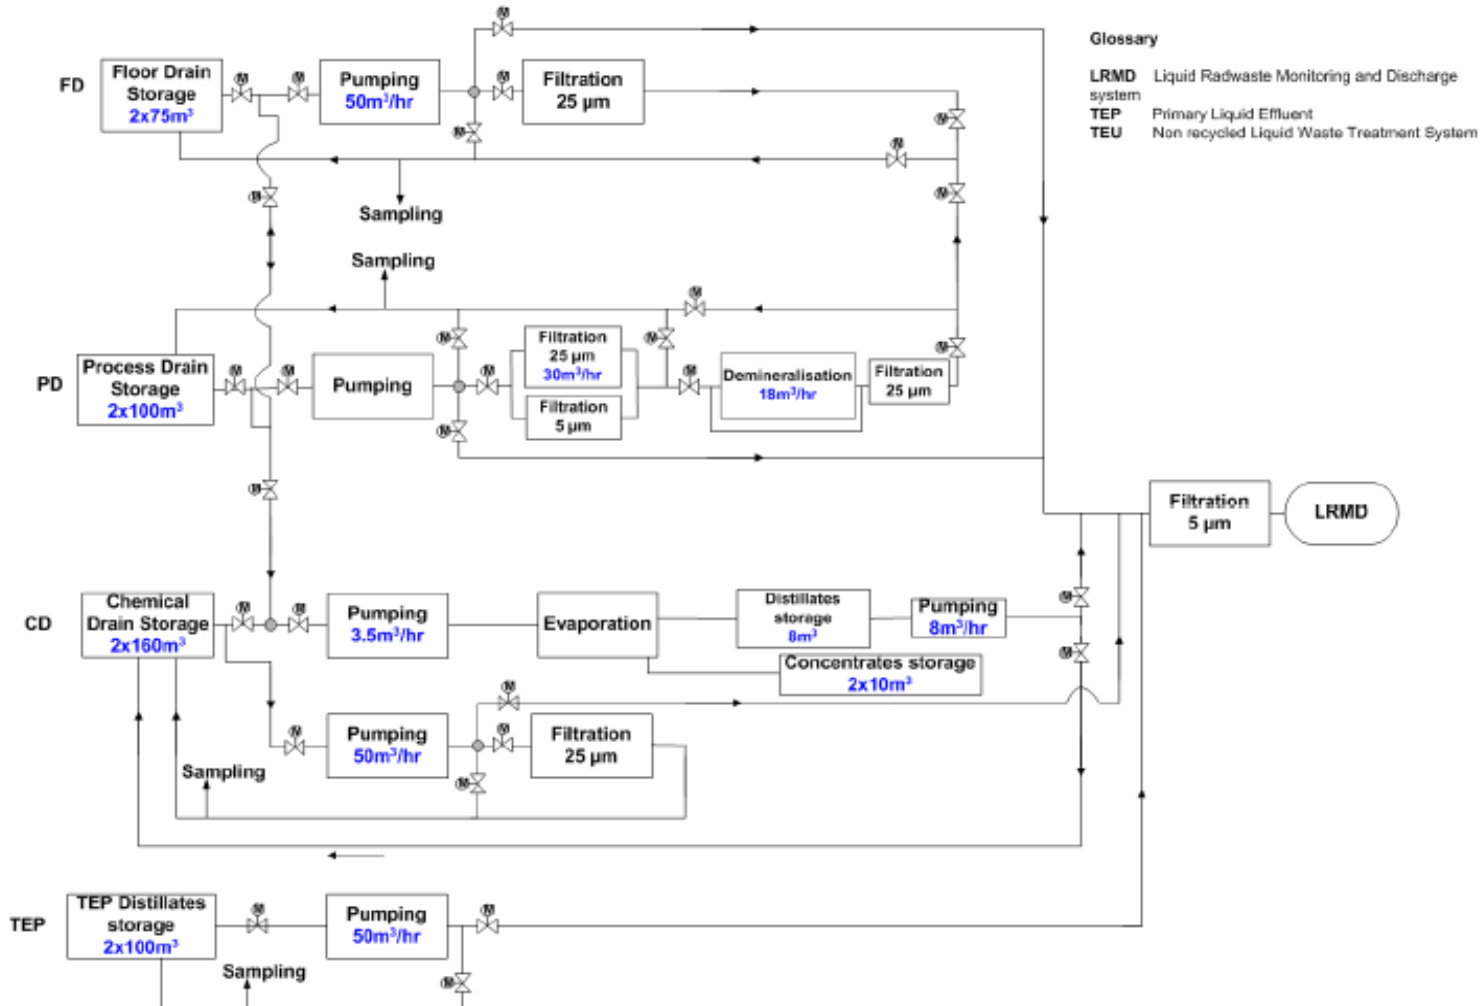 Glossary
LRMD Liquid Radwaste Monitoring and Discharge
system
TEP Primary Liquid Effluent
TEU Non recycled Liquid Waste Treatment System
FD
Floor Drain
Storage
2x75m³
M
M
Pumping
50m³/hr
M
M
Filtration
25 µm
M
M
M
M
M
Sampling
Sampling
M
PD
Process Drain
Storage
2x100m³
M
M
Pumping
M
M
M
Filtration
25 µm
30m³/hr
Filtration
5 µm
M
M
Demineralisation
18m³/hr
Filtration
25 µm
M
M
Filtration
5 µm
LRMD
CD
Chemical
Drain Storage
2x160m³
M
M
Pumping
3.5m³/hr
Evaporation
Distillates
storage
8m³
Pumping
8m³/hr
M
M
Concentrates storage
2x10m³
M
M
Pumping
50m³/hr
M
Filtration
25 µm
M
Sampling
TEP
TEP Distillates
storage
2x100m³
M
Pumping
50m³/hr
M
M
Sampling